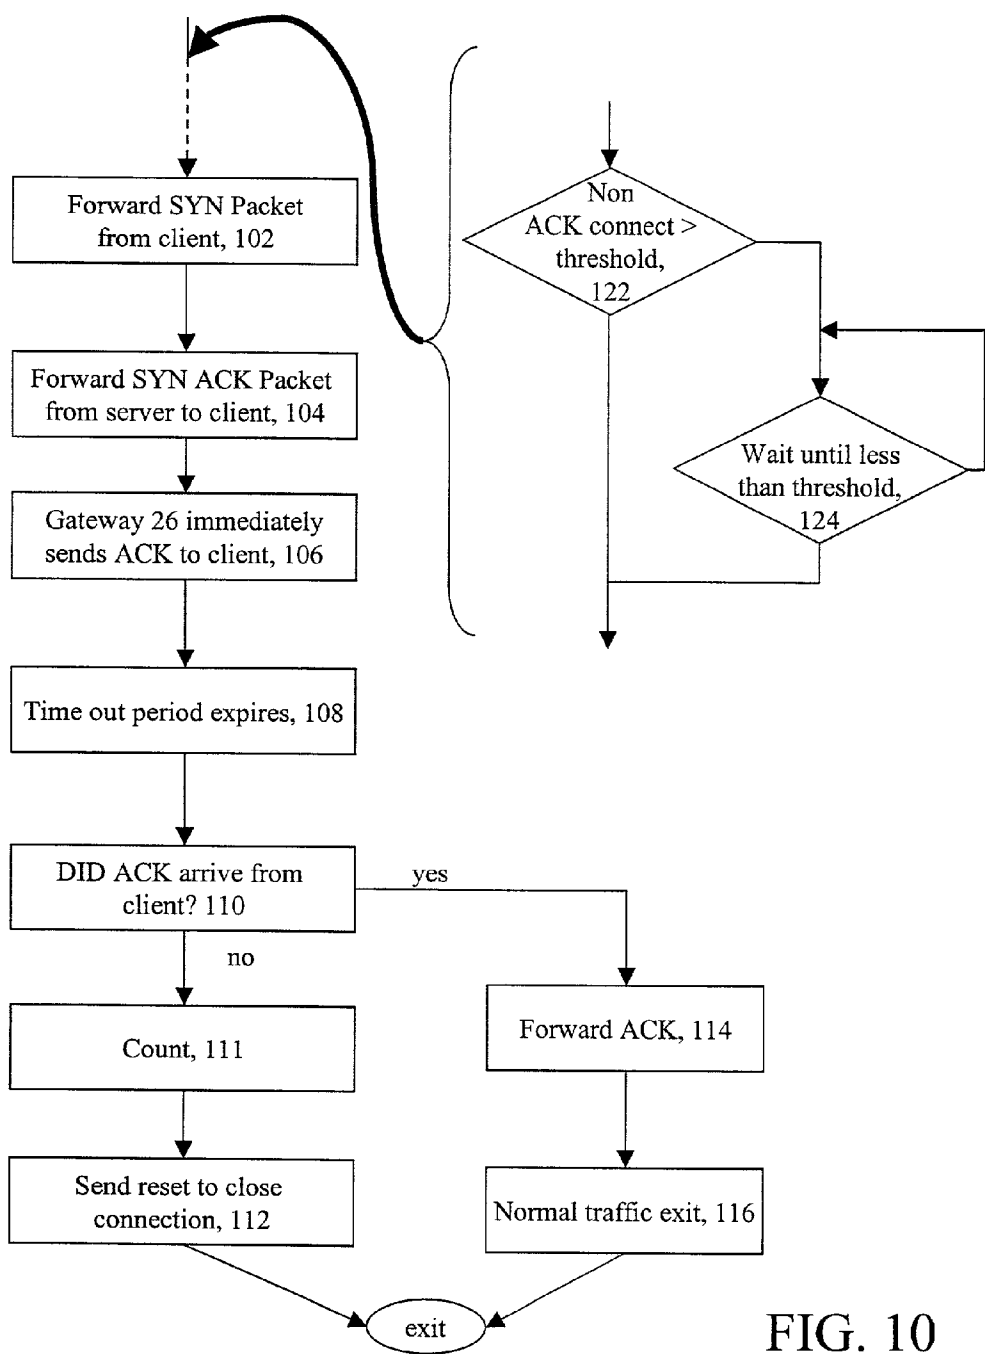 Forward SYN Packet
from client, 102
Forward SYN ACK Packet
from server to client, 104
Gateway 26 immediately
sends ACK to client, 106
Time out period expires, 108
DID ACK arrive from
client? 110
yes
no
Count, 111
Send reset to close
connection, 112
Forward ACK, 114
Normal traffic exit, 116
exit
Non
ACK connect >
threshold,
122
Wait until less
than threshold,
124
FIG. 10